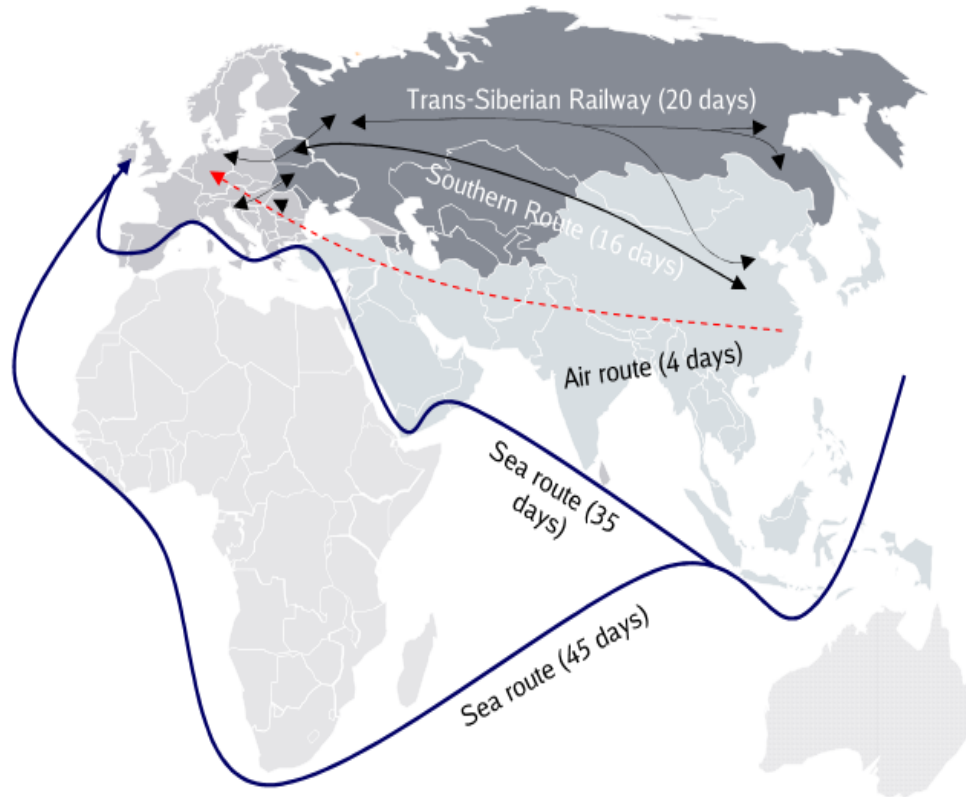 Trans-Siberian Railway (20 days)
Southern Route (16 days)
Air route (4 days)
Sea route (35
days)
Sea route (45 days)